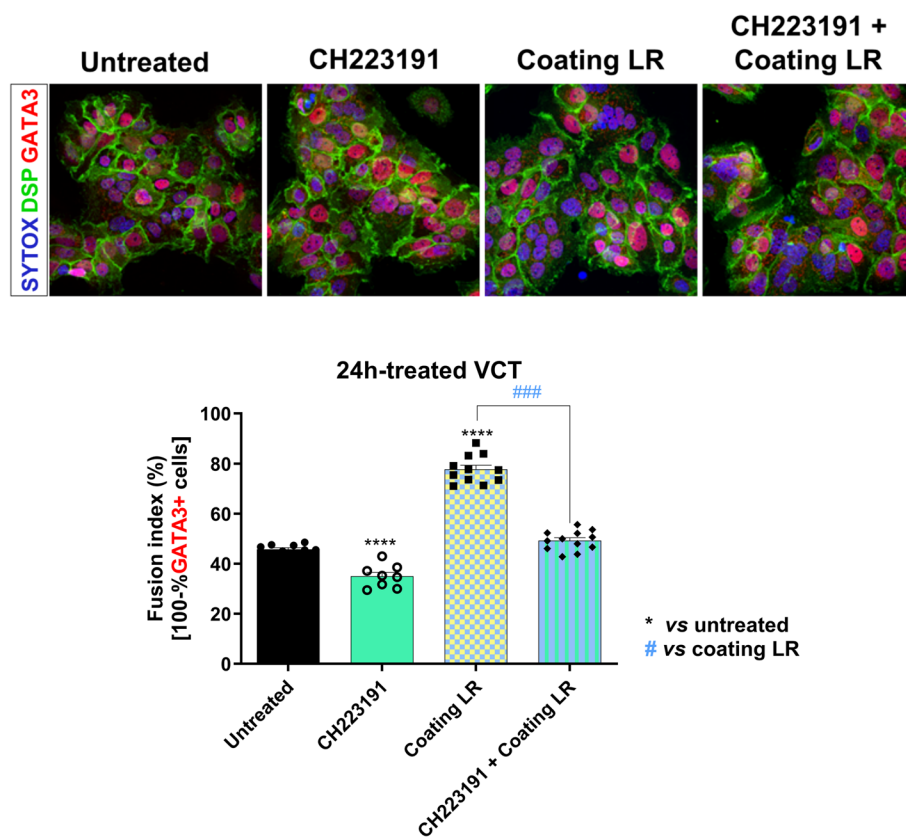 Untreated
CH223191
Coating LR
CH223191 +
Coating LR
SYTOX DSP GATA3
24h-treated VCT
###
****
****
Fusion index (%)
[100-%GATA3+ cells]
100
80
60
40
20
0
Untreated
CH223191
Coating LR
CH223191 + Coating LR
* vs untreated
# vs coating LR